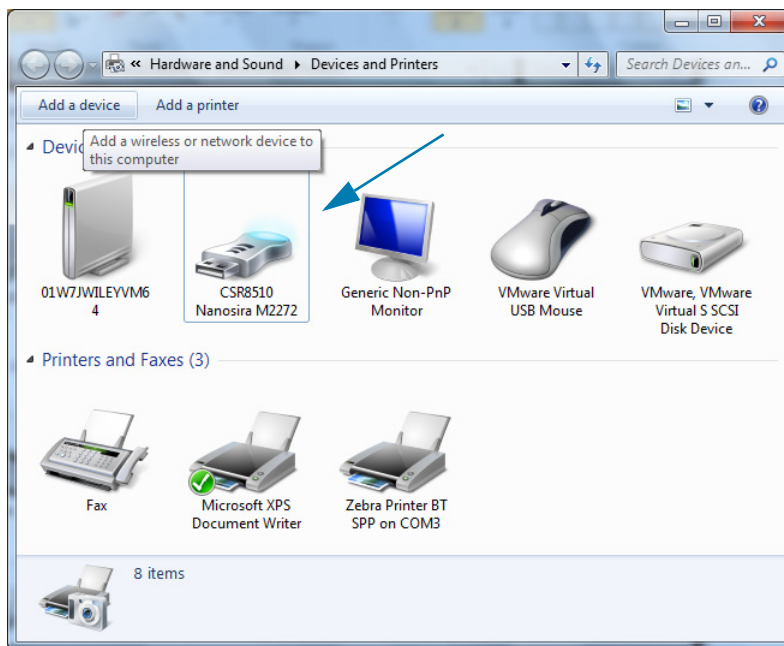 « Hardware and Sound ▸ Devices and Printers
Search Devices an...
Add a device
Add a printer
Add a wireless or network device to
this computer
Devic
01W7JWILEYVM6
4
CSR8510
Nanosira M2272
Generic Non-PnP
Monitor
VMware Virtual
USB Mouse
VMware, VMware
Virtual S SCSI
Disk Device
Printers and Faxes (3)
Fax
Microsoft XPS
Document Writer
Zebra Printer BT
SPP on COM3
8 items